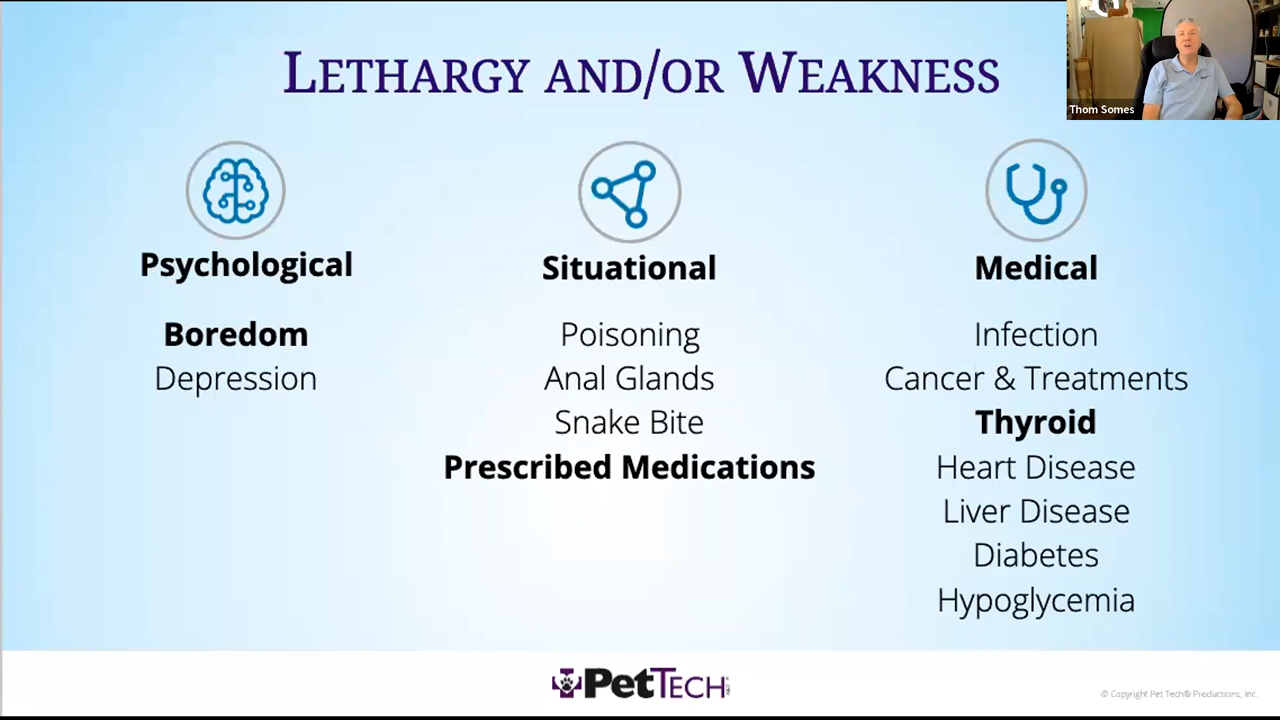 LETHARGY AND/OR WEAKNESS
Thom Somes
Psychological
Boredom
Depression
Situational
Poisoning
Anal Glands
Snake Bite
Prescribed Medications
Medical
Infection
Cancer & Treatments
Thyroid
Heart Disease
Liver Disease
Diabetes
Hypoglycemia
PetTECH
© Copyright Pet Tech® Productions, Inc.